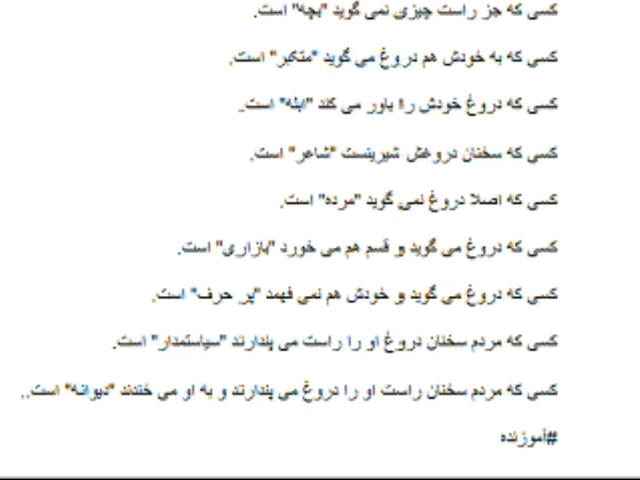 کسی که جز راست چیزی نمی گوید "بچه" است.
کسی که به خودش هم دروغ می گوید "متکبر" است.
کسی که دروغ خودش را باور می کند "ابله" است.
کسی که سخنان دروغش شیرینست "شاعر" است.
کسی که اصلا دروغ نمی گوید "مرده" است.
کسی که دروغ می گوید و قسم هم می خورد "بازاری" است.
کسی که دروغ می گوید و خودش هم نمی فهمد "پر حرف" است.
کسی که مردم سخنان دروغ او را راست می پندارند "سیاستمدار" است.
کسی که مردم سخنان راست او را دروغ می پندارند و به او می خندند "دیوانه" است..
#آموزنده